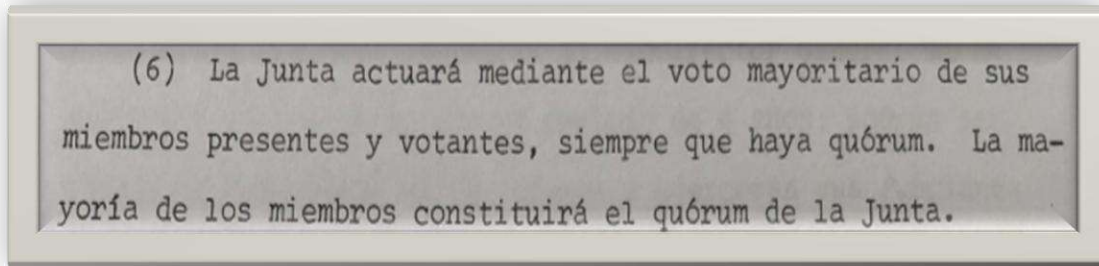 (6) La Junta actuará mediante el voto mayoritario de sus
miembros presentes y votantes, siempre que haya quórum. La ma-
yoría de los miembros constituirá el quórum de la Junta.